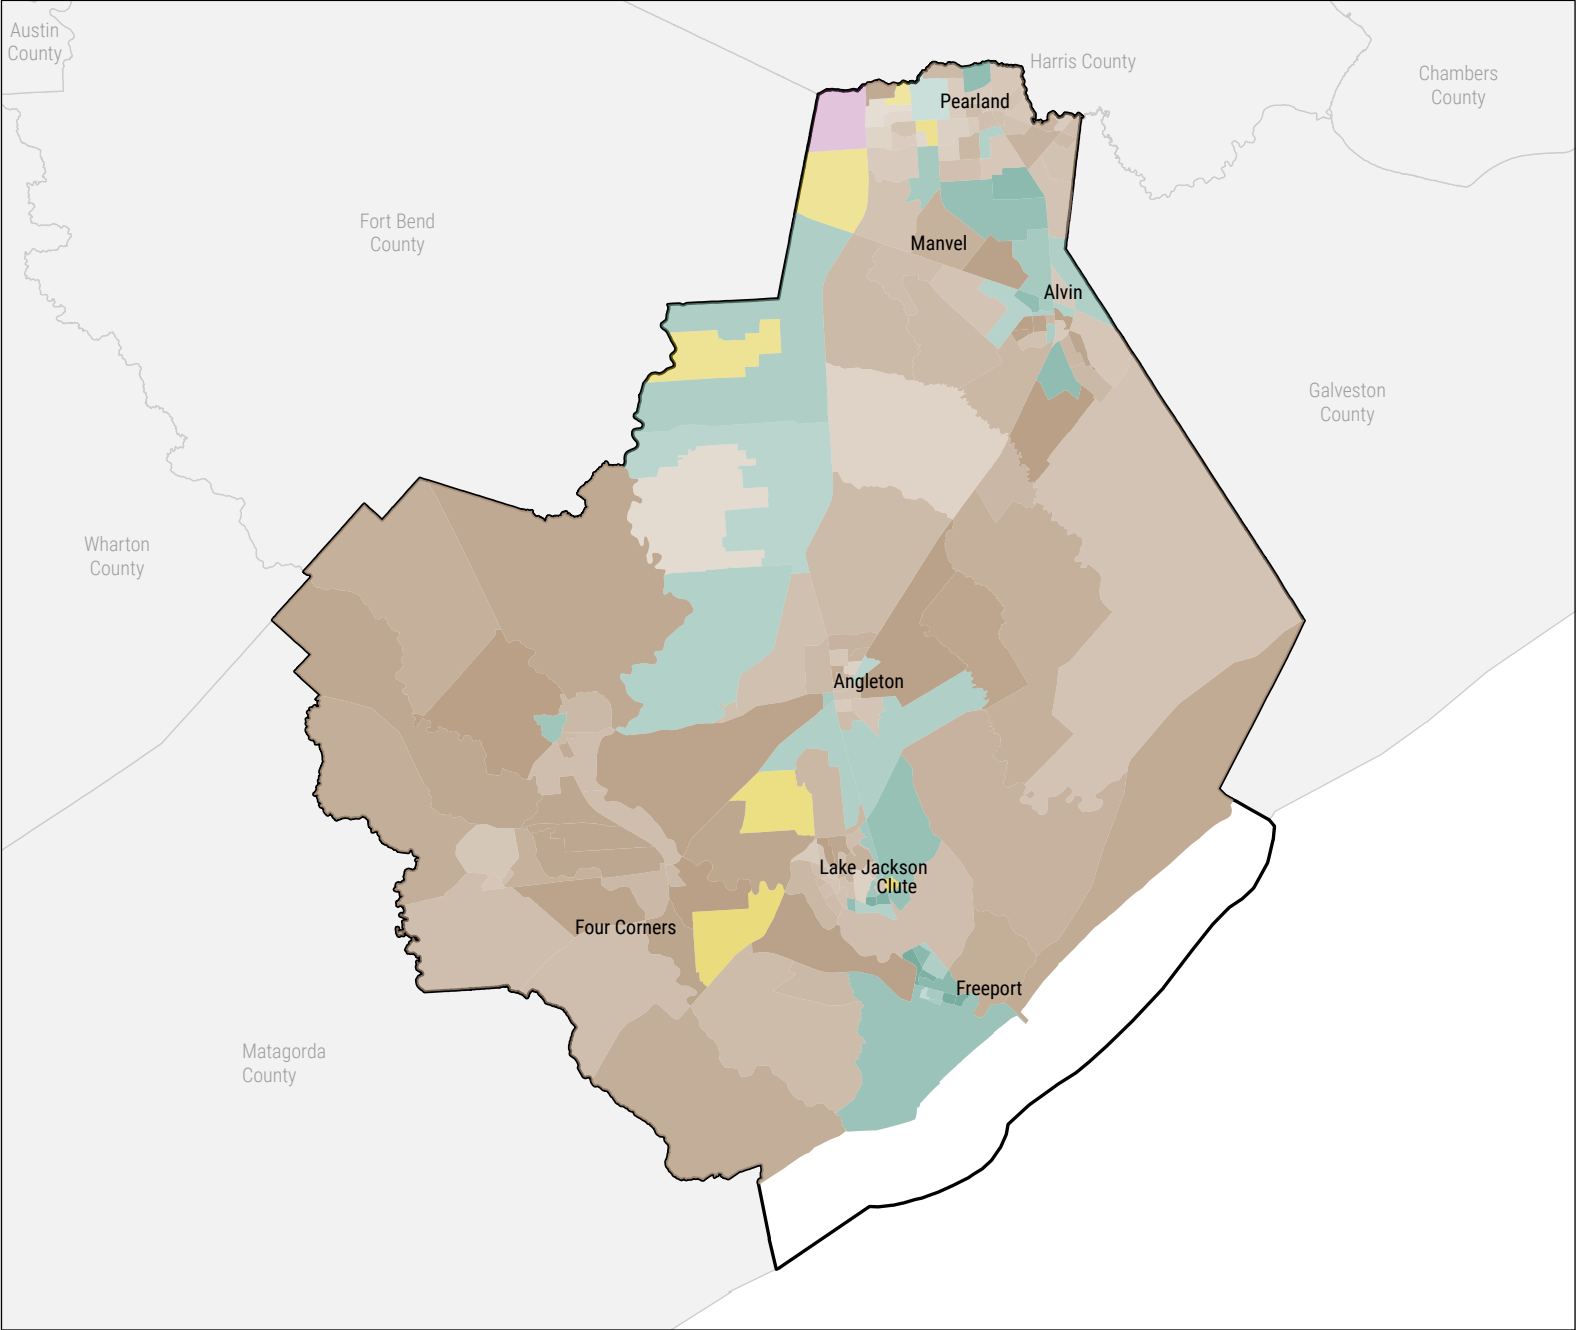 Austin
County
Harris County
Chambers
County
Pearland
Fort Bend
County
Manvel
Alvin
Galveston
County
Wharton
County
Angleton
Lake Jackson
Clute
Four Corners
Freeport
Matagorda
County